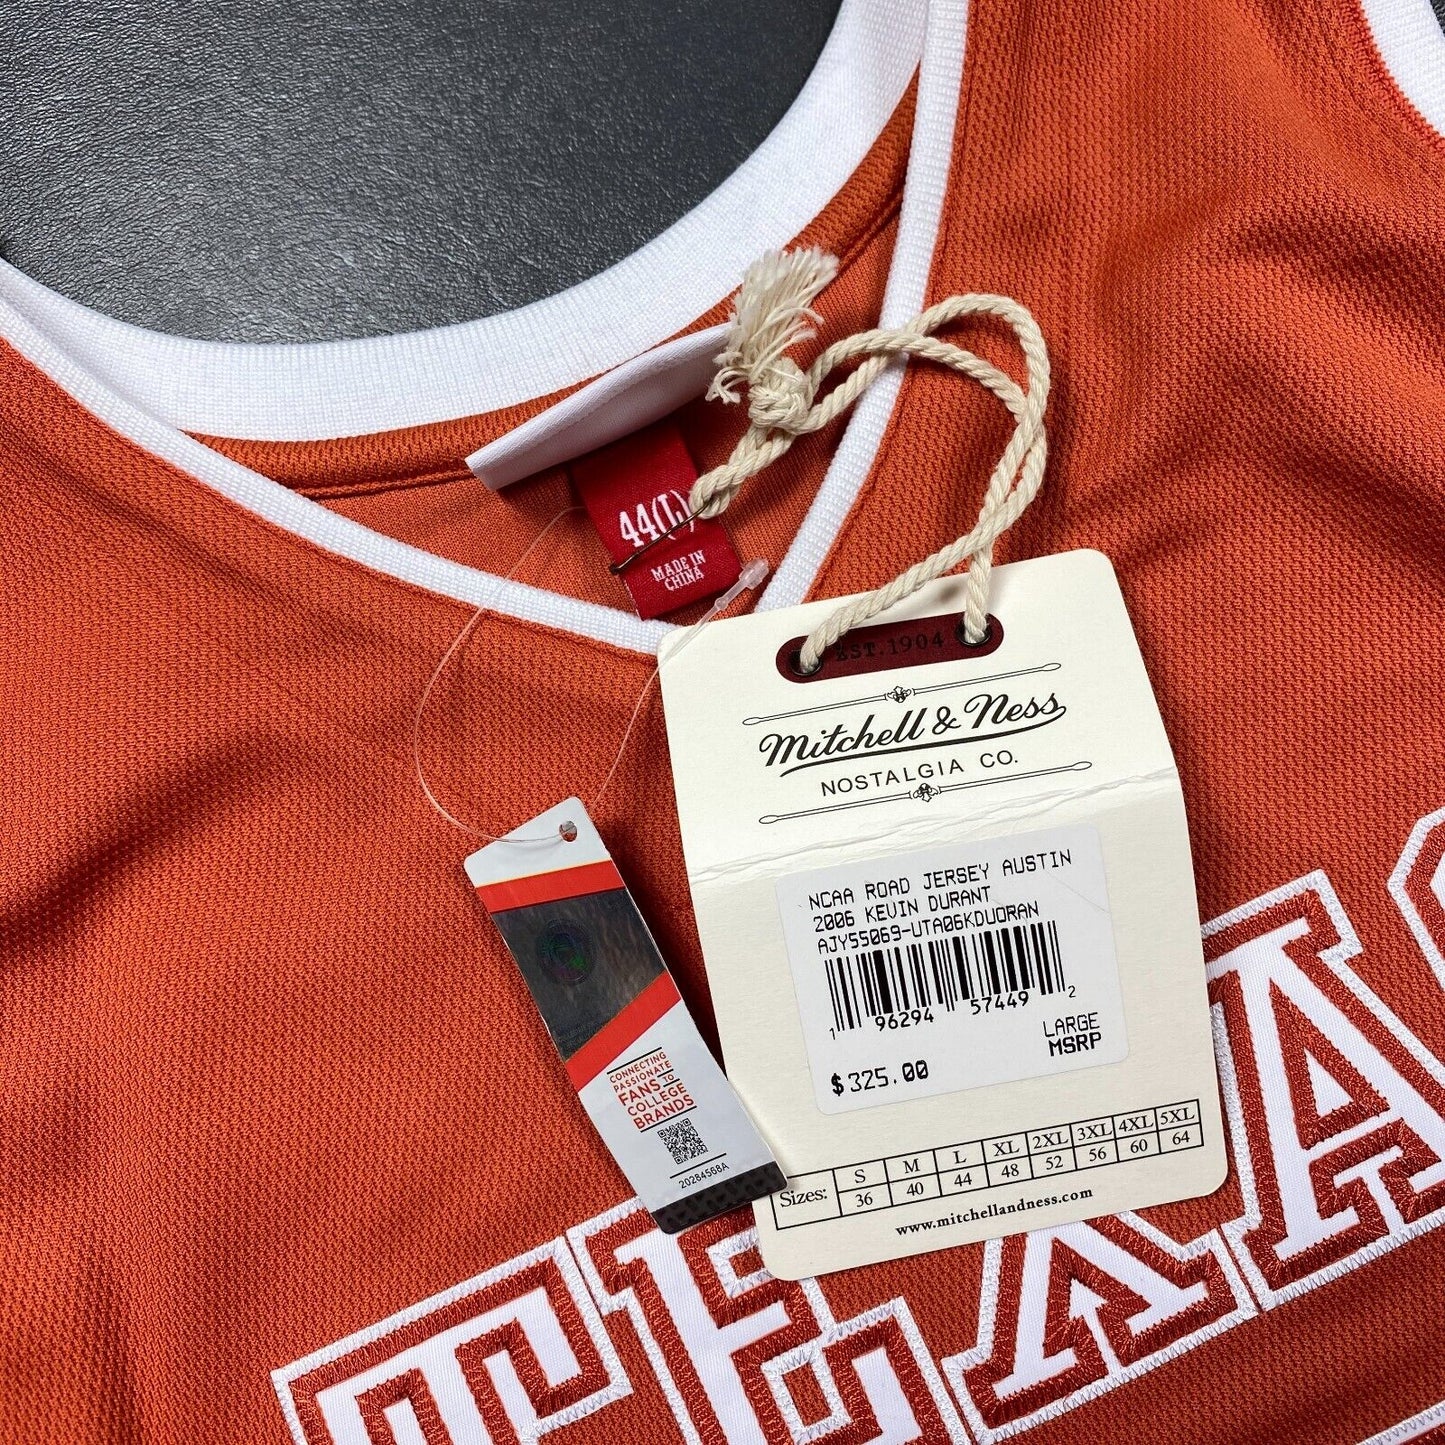 44(L)
MADE IN
CHINA
EST.1904
Mitchell & Ness
NOSTALGIA CO.
NCAA ROAD JERSEY AUSTIN
2006 KEVIN DURANT
AJY55069-UTA06KDUORAN
1 96294 57449 2
LARGE
MSRP
$325.00
Sizes: S M L XL 2XL 3XL 4XL 5XL
36 40 44 48 52 56 60 64
www.mitchellandness.com
CONNECTING
PASSIONATE
FANS TO
COLLEGE
BRANDS
20284568A
TEXAS